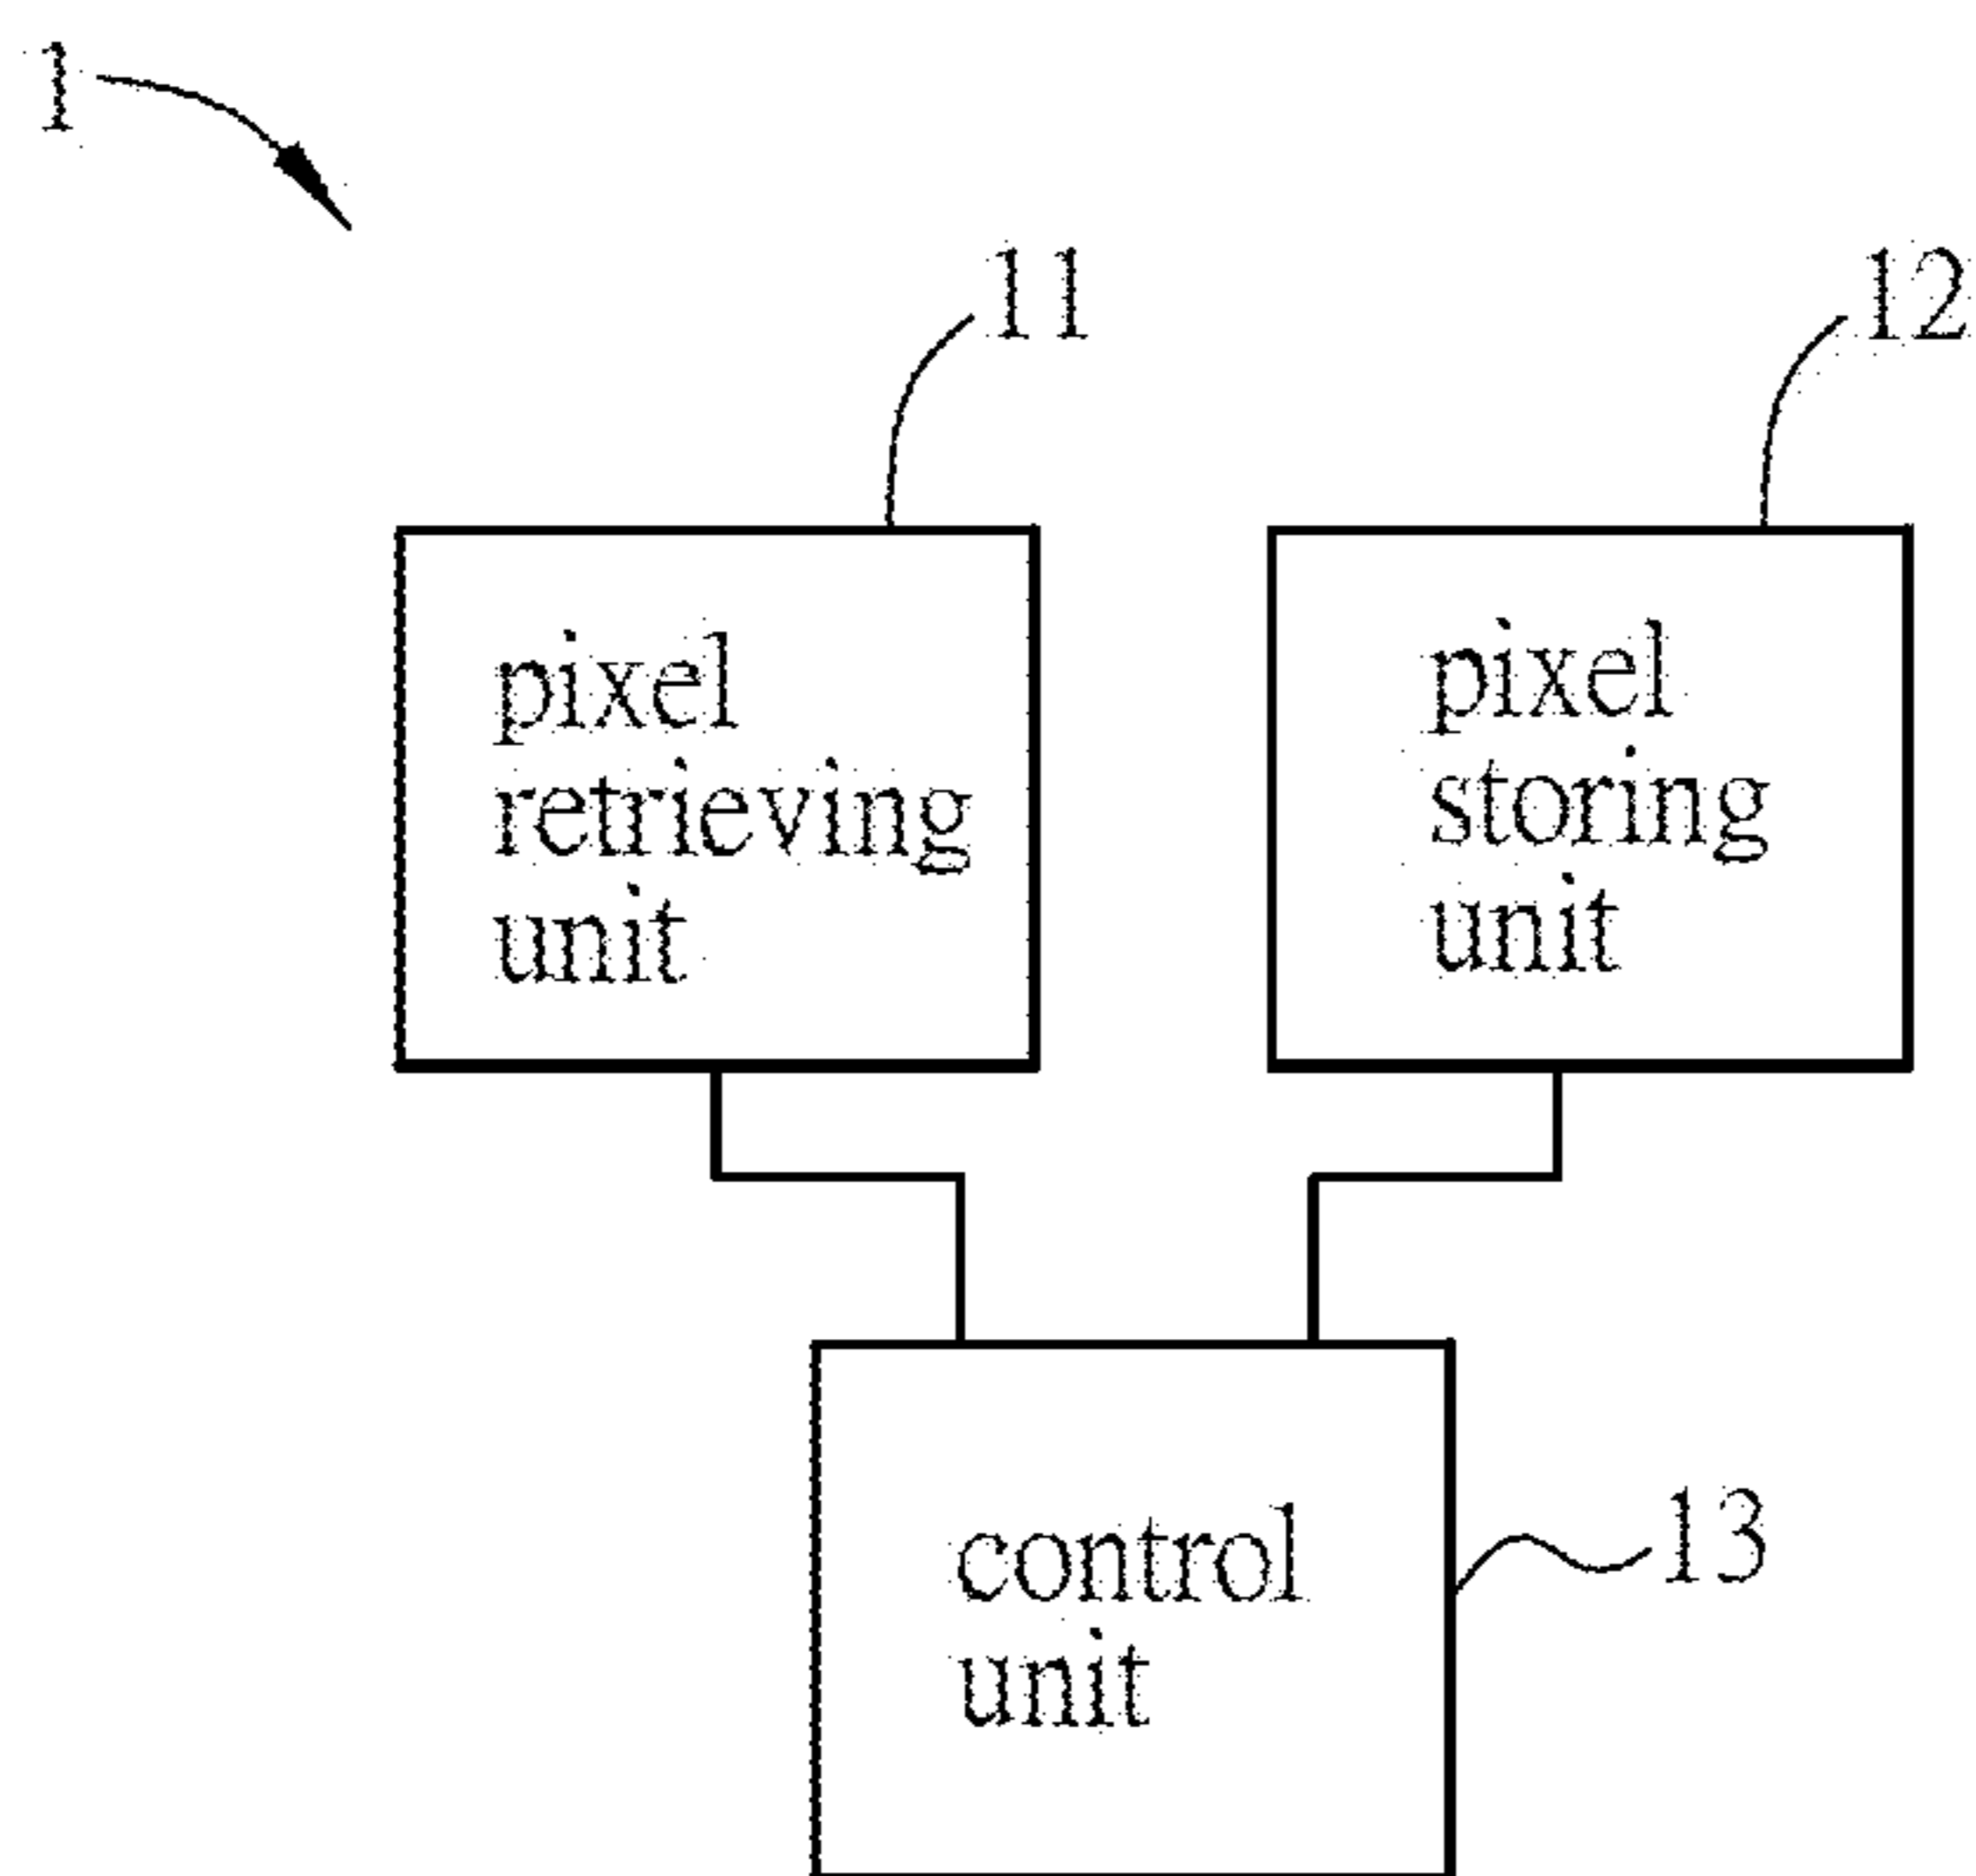 1
11
12
pixel
retrieving
unit
pixel
storing
unit
control
unit
13